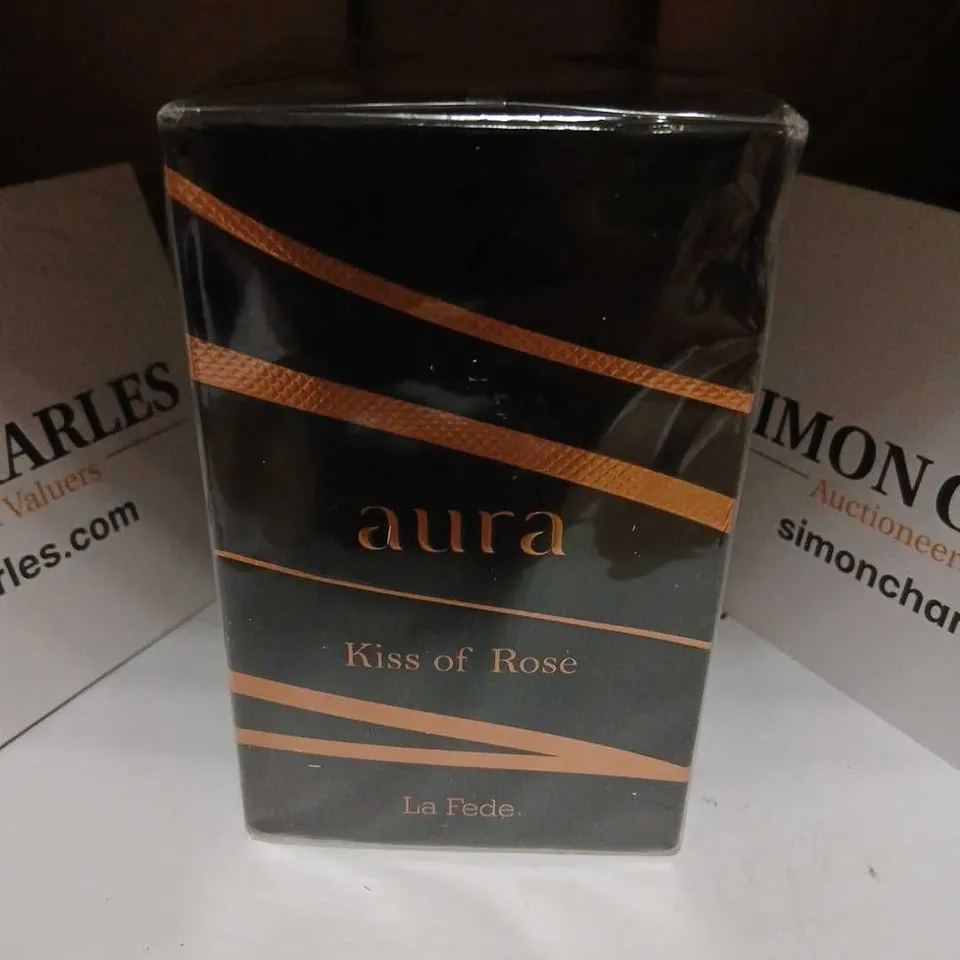 aura
Kiss of Rose
La Fede
ARLES
Valuers
rles.com
IMON C
Auctioneer
simonchar